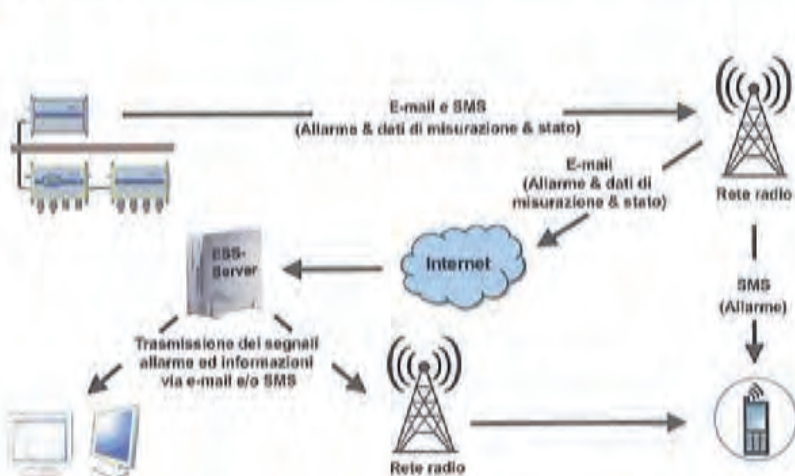 E-mail e SMS
(Allarme & dati di misurazione & stato)
E-mail
(Allarme & dati di
misurazione & stato)
Rete radio
ESS-
Server
Internet
SMS
(Allarme)
Trasmissione dei segnali
allarme ed informazioni
via e-mail e/o SMS
Rete radio